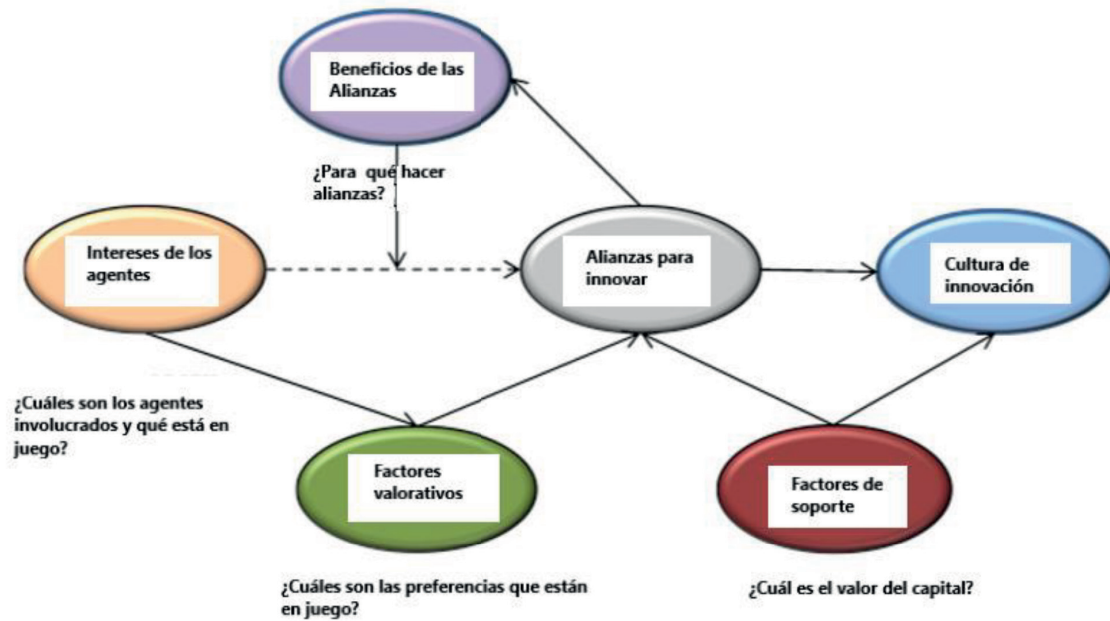 Beneficios de las
Alianzas
¿Para qué hacer
alianzas?
Intereses de los
agentes
Alianzas para
innovar
Cultura de
innovación
¿Cuáles son los agentes
involucrados y qué está en
juego?
Factores
valorativos
Factores de
soporte
¿Cuáles son las preferencias que están
en juego?
¿Cuál es el valor del capital?